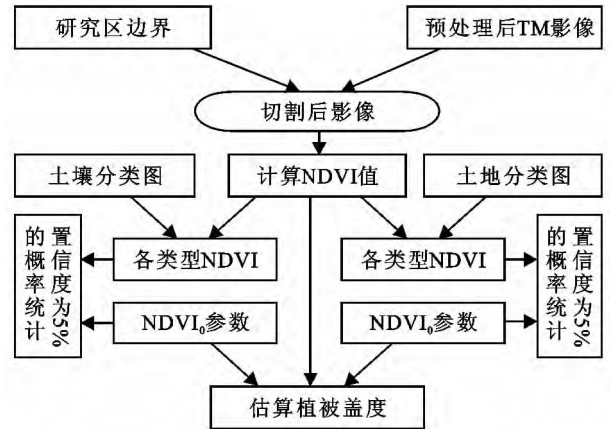 研究区边界
预处理后TM影像
切割后影像
土壤分类图
计算NDVI值
土地分类图
置信度为5%
的概率统计
各类型NDVI
各类型NDVI
置信度为5%
的概率统计
NDVI₀参数
NDVI₀参数
估算植被盖度